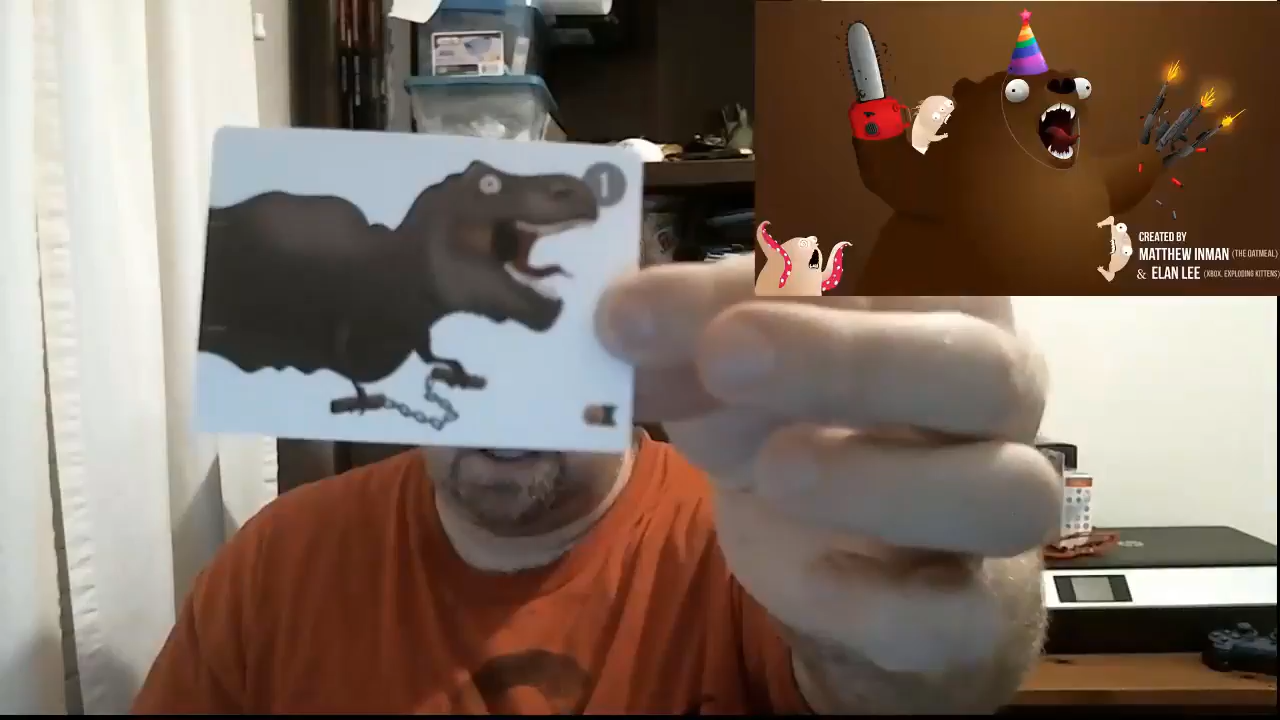 1
CREATED BY
MATTHEW INMAN (THE OATMEAL)
& ELAN LEE (XBOX, EXPLODING KITTENS)